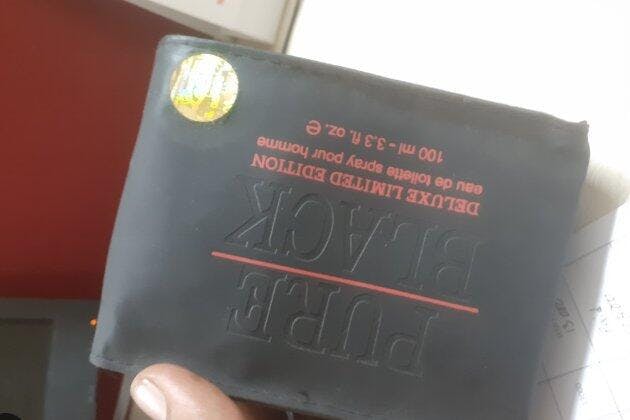 PURE
BLACK
DELUXE LIMITED EDITION
eau de toilette spray pour homme
100 ml - 3.3 fl. oz. ℮